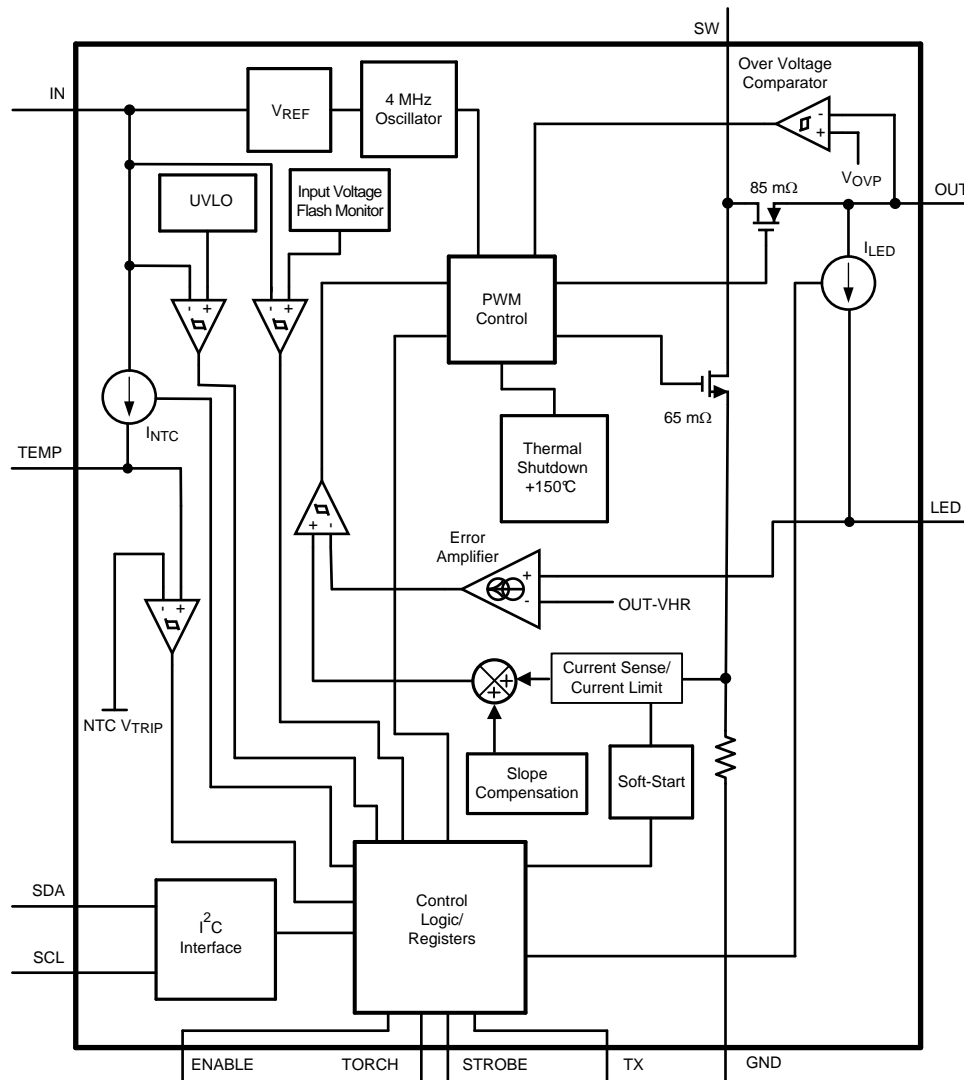 SW
Over Voltage
Comparator
IN
VREF
4 MHz
Oscillator
-
+
VOVP
85 mΩ
OUT
UVLO
Input Voltage
Flash Monitor
ILED
- +
- +
PWM
Control
INTC
65 mΩ
TEMP
Thermal
Shutdown
+150°C
LED
+ -
Error
Amplifier
+
-
OUT-VHR
- +
NTC VTRIP
+
+
Current Sense/
Current Limit
Slope
Compensation
Soft-Start
SDA
SCL
I2C
Interface
Control
Logic/
Registers
ENABLE
TORCH
STROBE
TX
GND